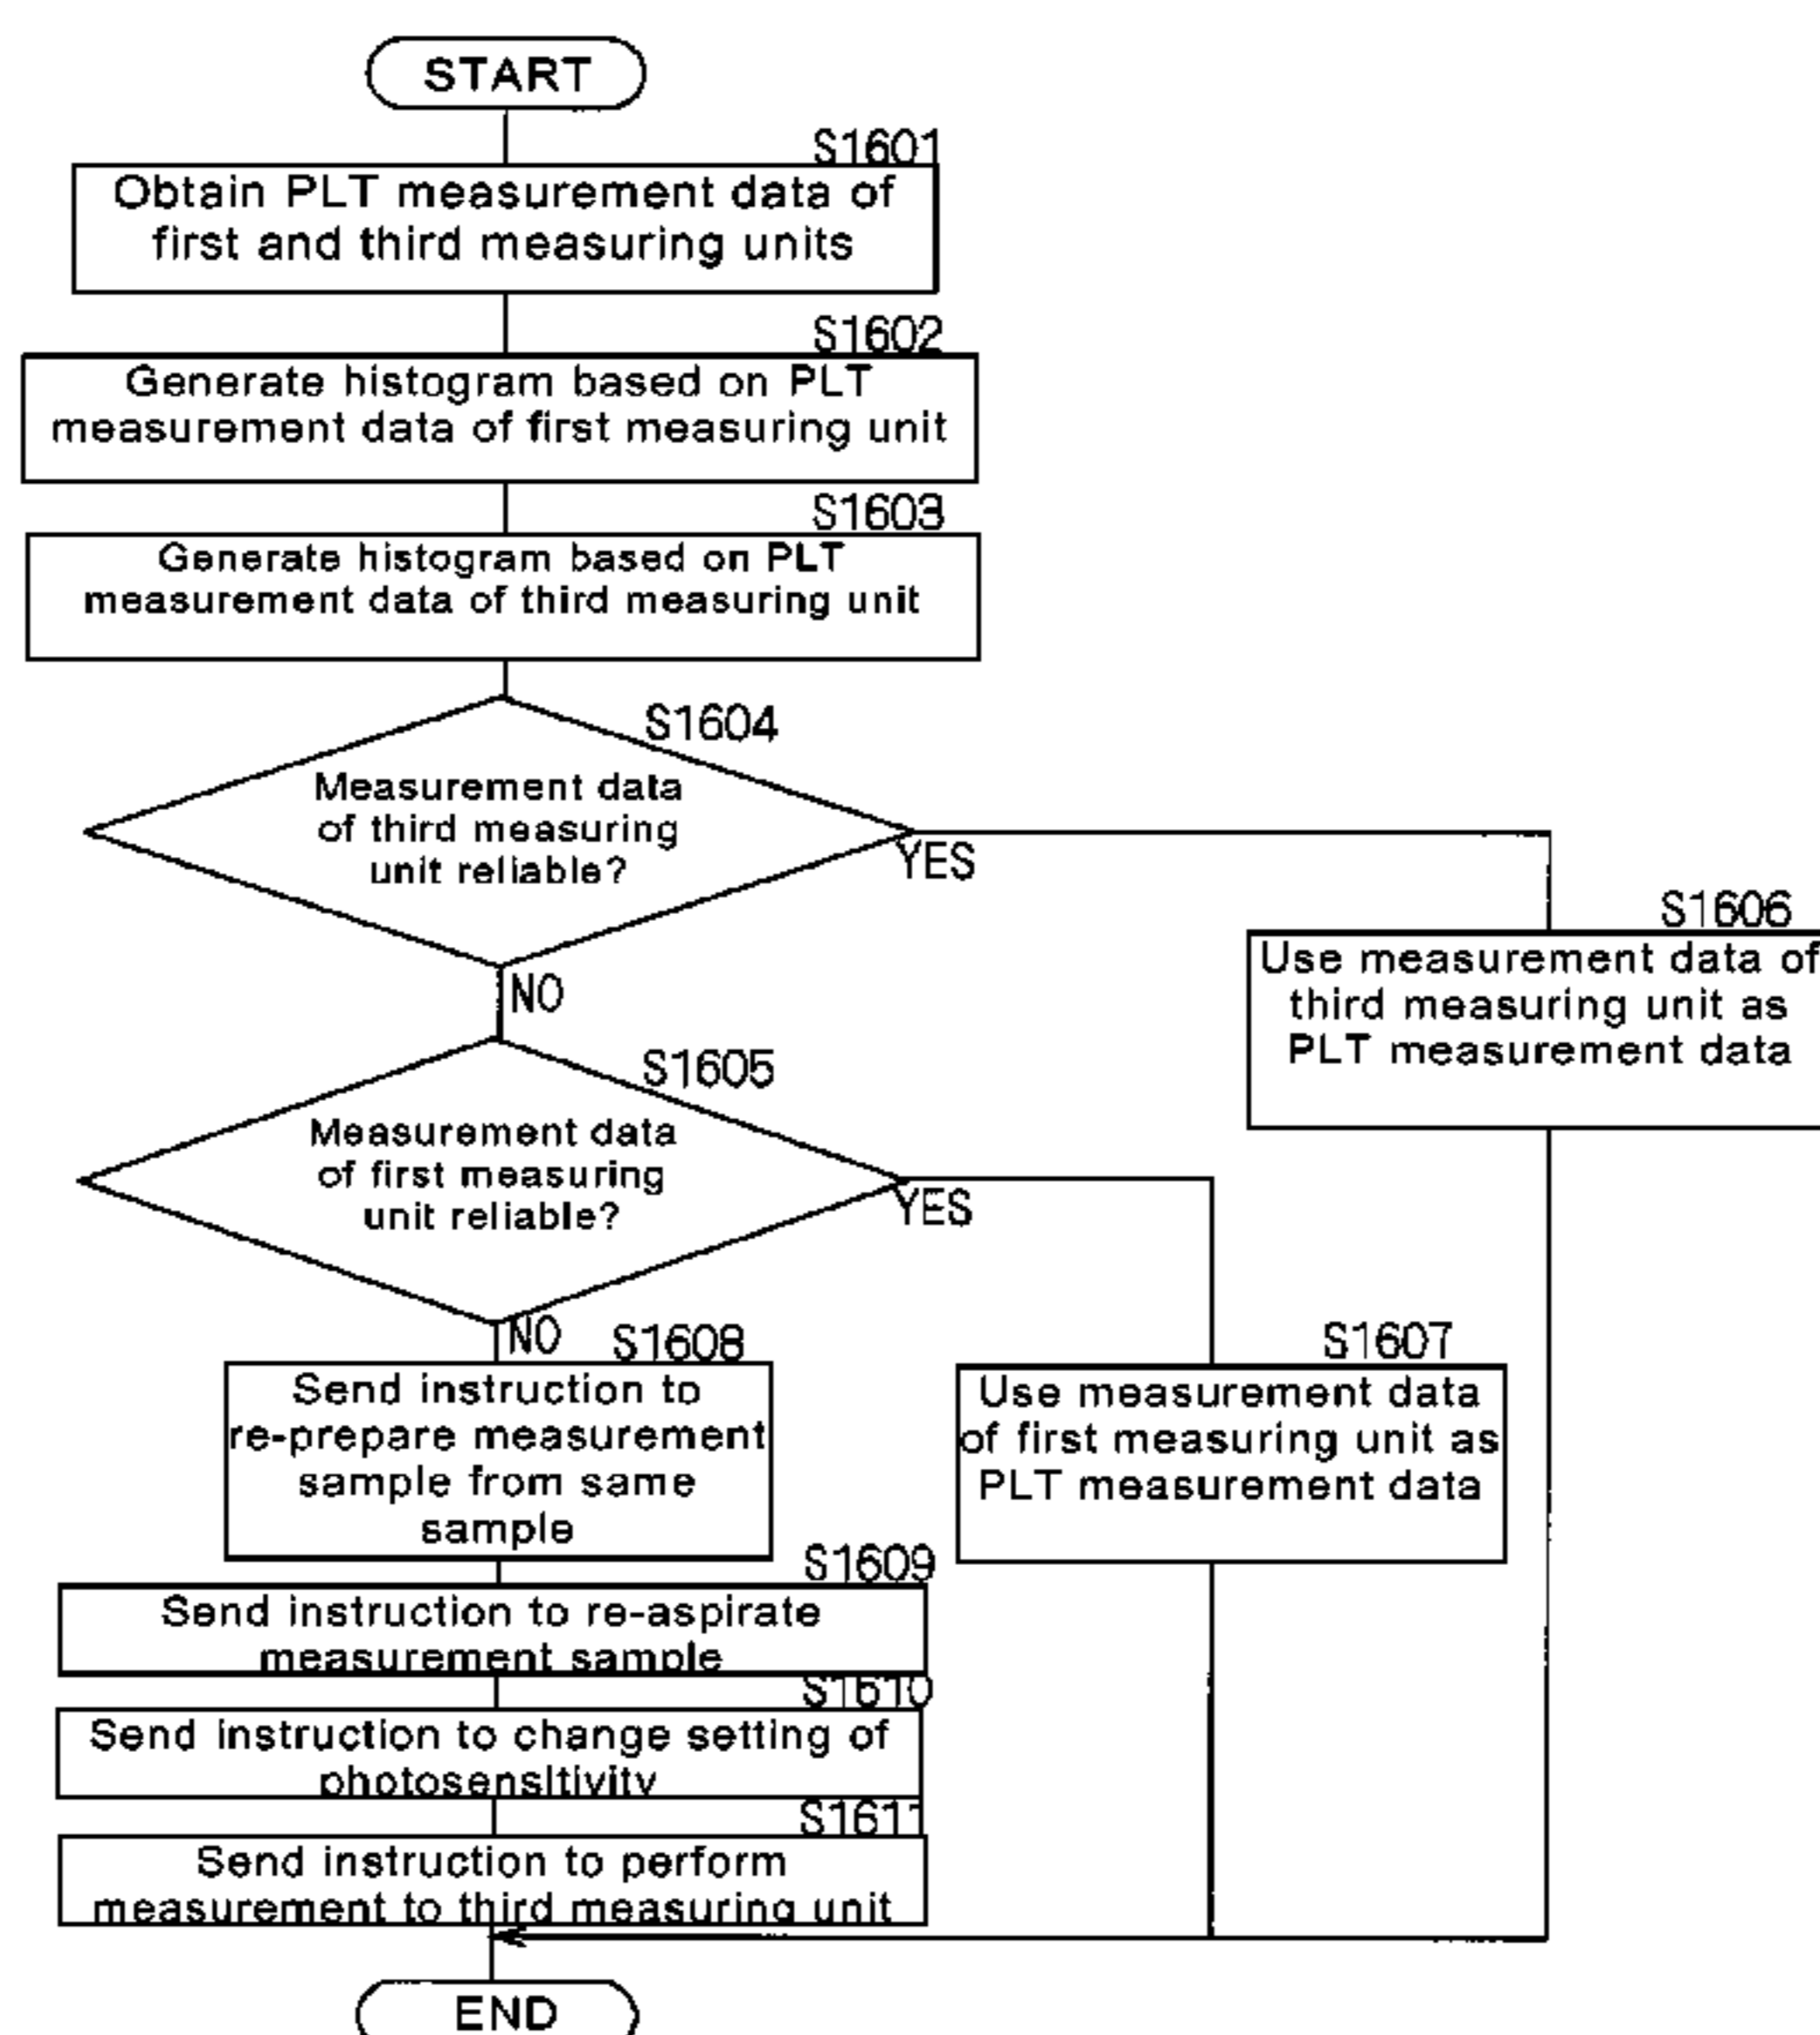 START
S1601
Obtain PLT measurement data of
first and third measuring units
S1602
Generate histogram based on PLT
measurement data of first measuring unit
S1603
Generate histogram based on PLT
measurement data of third measuring unit
S1604
Measurement data
of third measuring
unit reliable?
YES
NO
S1606
Use measurement data of
third measuring unit as
PLT measurement data
S1605
Measurement data
of first measuring
unit reliable?
YES
NO
S1608
Send instruction to
re-prepare measurement
sample from same
sample
S1607
Use measurement data
of first measuring unit as
PLT measurement data
S1609
Send instruction to re-aspirate
measurement sample
S1610
Send instruction to change setting of
photosensitivity
S1611
Send instruction to perform
measurement to third measuring unit
END